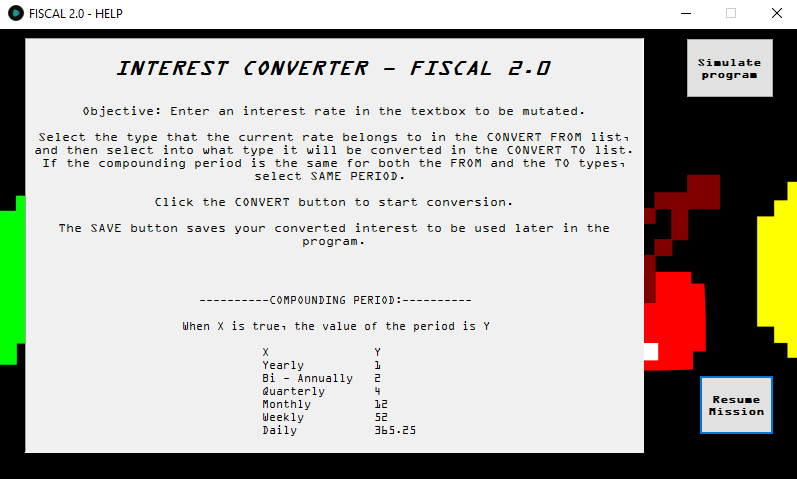 FISCAL 2.0 - HELP
INTEREST CONVERTER - FISCAL 2.0
Simulate
program
Objective: Enter an interest rate in the textbox to be mutated.
Select the type that the current rate belongs to in the CONVERT FROM list,
and then select into what type it will be converted in the CONVERT TO list.
If the compounding period is the same for both the FROM and the TO types,
select SAME PERIOD.
Click the CONVERT button to start conversion.
The SAVE button saves your converted interest to be used later in the
program.
----------COMPOUNDING PERIOD:----------
When X is true, the value of the period is Y
X Y
Yearly 1
Bi - Annually 2
Quarterly 4
Monthly 12
Weekly 52
Daily 365.25
Resume
Mission